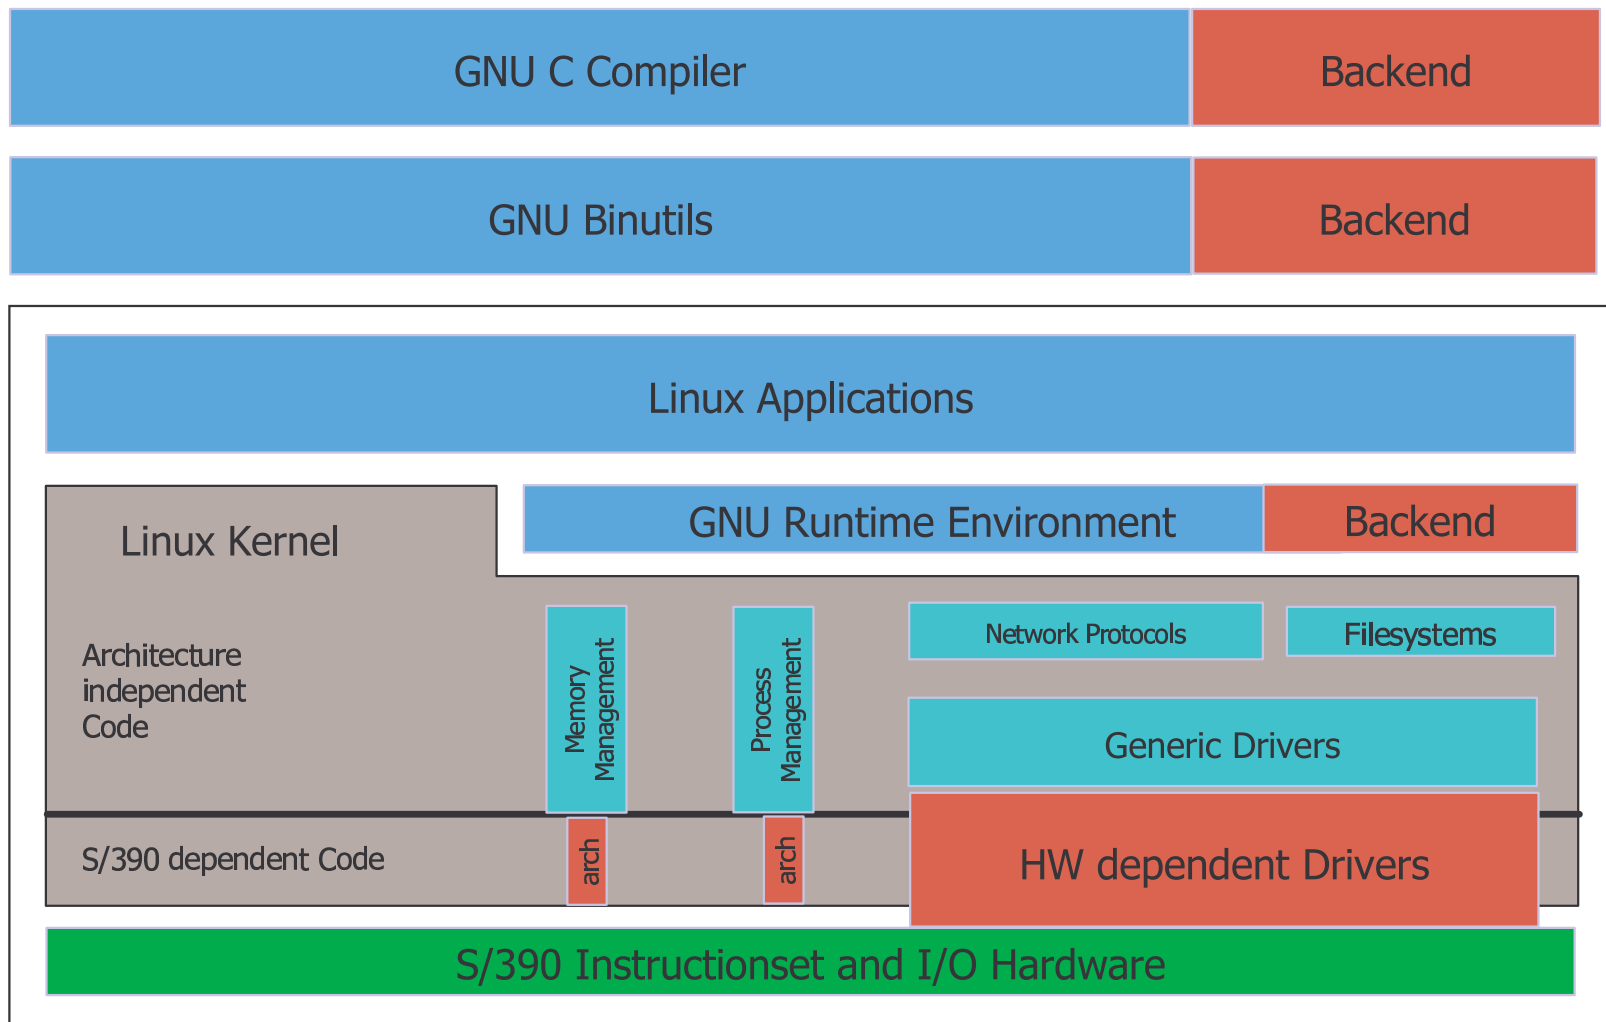 GNU C Compiler
Backend
GNU Binutils
Backend
Linux Applications
Linux Kernel
GNU Runtime Environment
Backend
Architecture
independent
Code
Memory
Management
Process
Management
Network Protocols
Filesystems
Generic Drivers
S/390 dependent Code
arch
arch
HW dependent Drivers
S/390 Instructionset and I/O Hardware